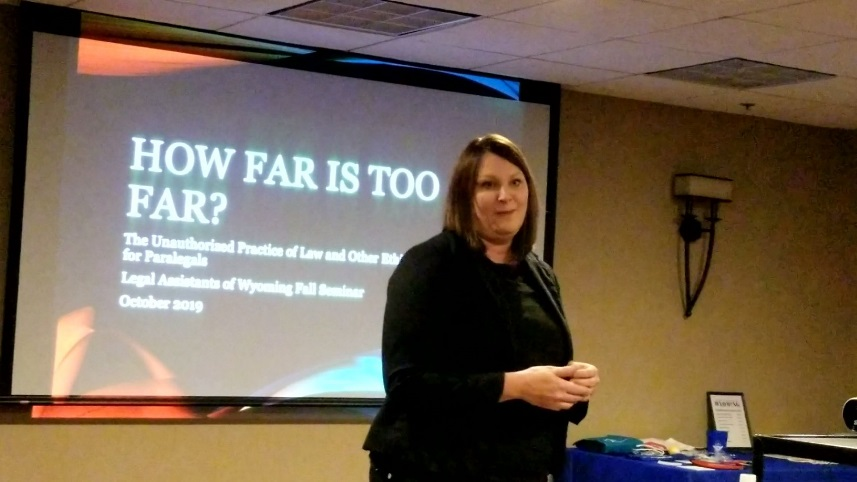 HOW FAR IS TOO
FAR?
The Unauthorized Practice of Law and Other
for Paralegals
Legal Assistants of Wyoming Fall Seminar
October 2019